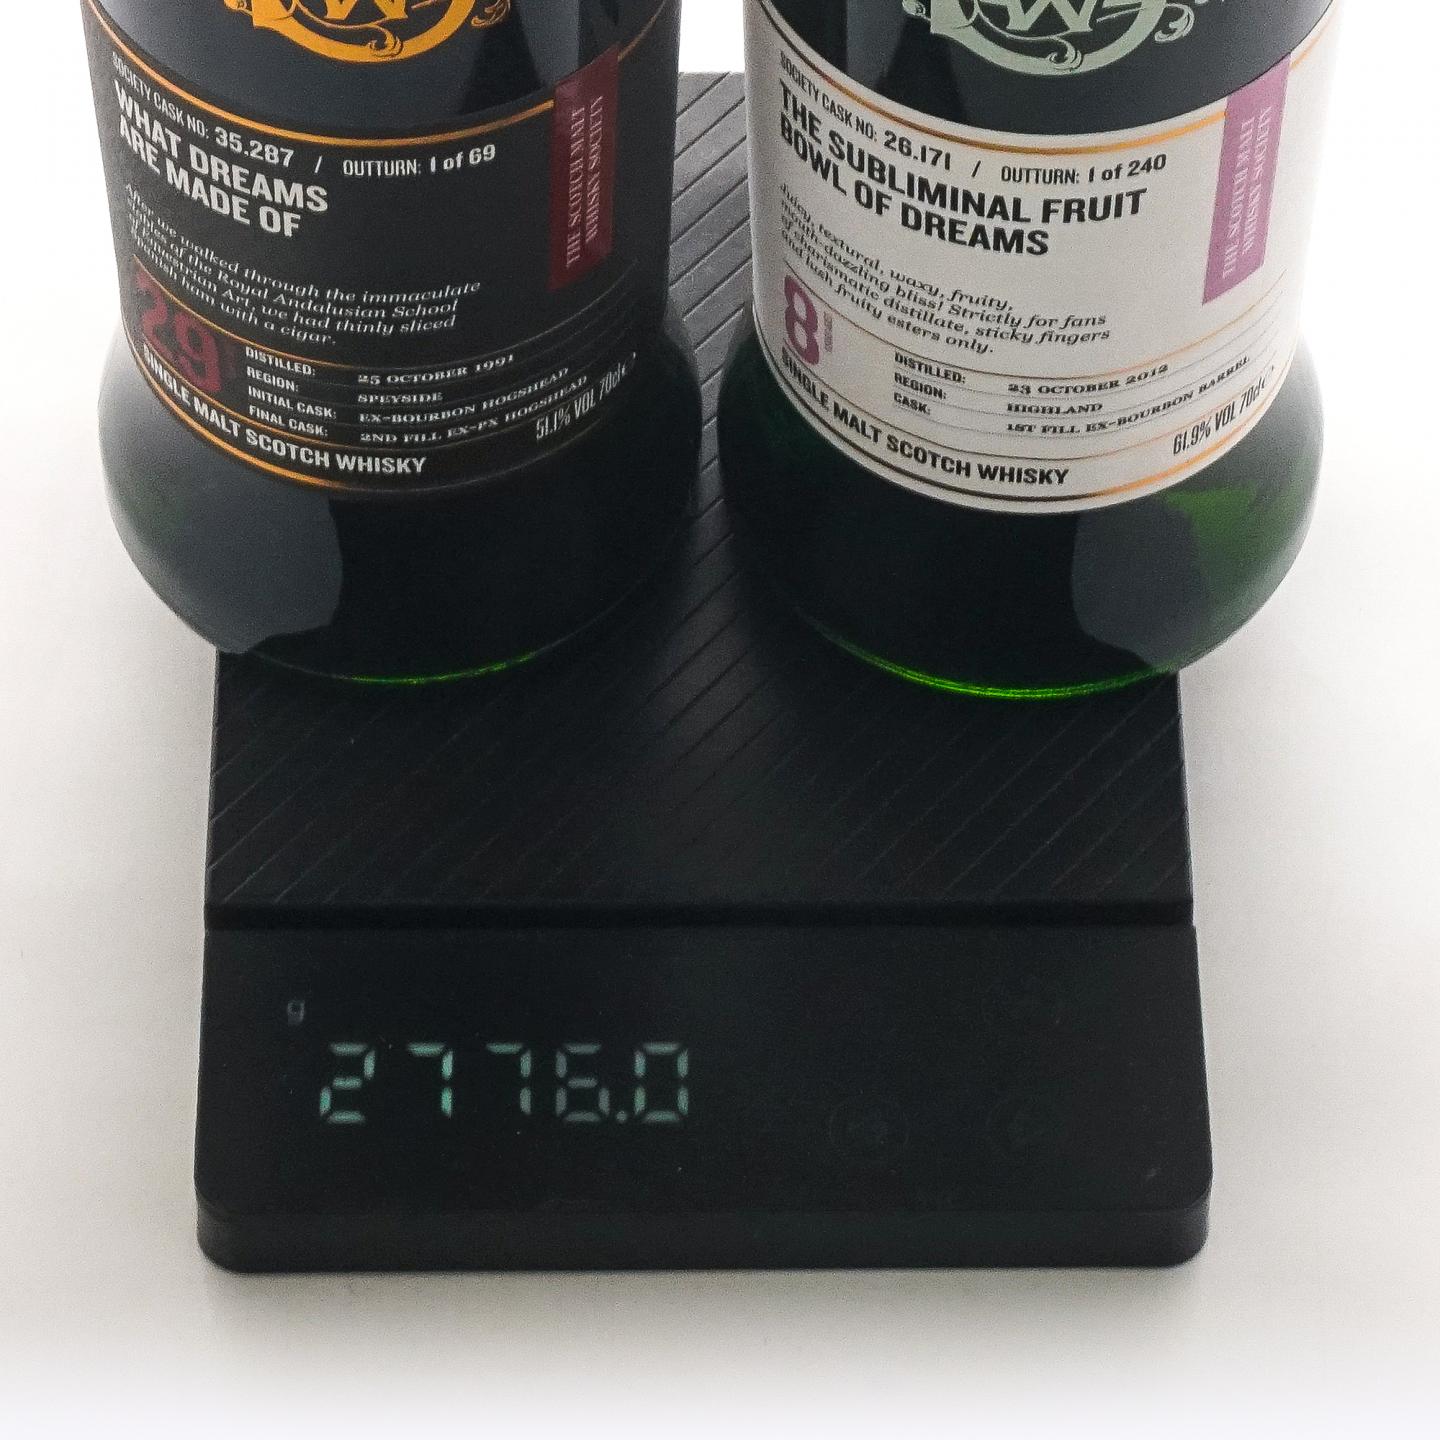 SOCIETY CASK NO: 35.287 / OUTTURN: 1 of 69
WHAT DREAMS
ARE MADE OF
After we walked through the immaculate
stables of the Royal Andalusian School
of Equestrian Art, we had thinly sliced
Spanish ham with a cigar.
29
DISTILLED: 25 OCTOBER 1991
REGION: SPEYSIDE
INITIAL CASK: EX-BOURBON HOGSHEAD
FINAL CASK: 2ND FILL EX-PX HOGSHEAD
51.1% VOL 70cl e
SINGLE MALT SCOTCH WHISKY
THE SCOTCH MALT
WHISKY SOCIETY
SOCIETY CASK NO: 26.171 / OUTTURN: 1 of 240
THE SUBLIMINAL FRUIT
BOWL OF DREAMS
Juicy, textural, waxy, fruity,
mouth-dazzling bliss! Strictly for fans
of charismatic distillate, sticky fingers
and lush fruity esters only.
8
DISTILLED: 23 OCTOBER 2012
REGION: HIGHLAND
CASK: 1ST FILL EX-BOURBON BARREL
61.9% VOL 70cl e
SINGLE MALT SCOTCH WHISKY
THE SCOTCH MALT
WHISKY SOCIETY
g
2776.0